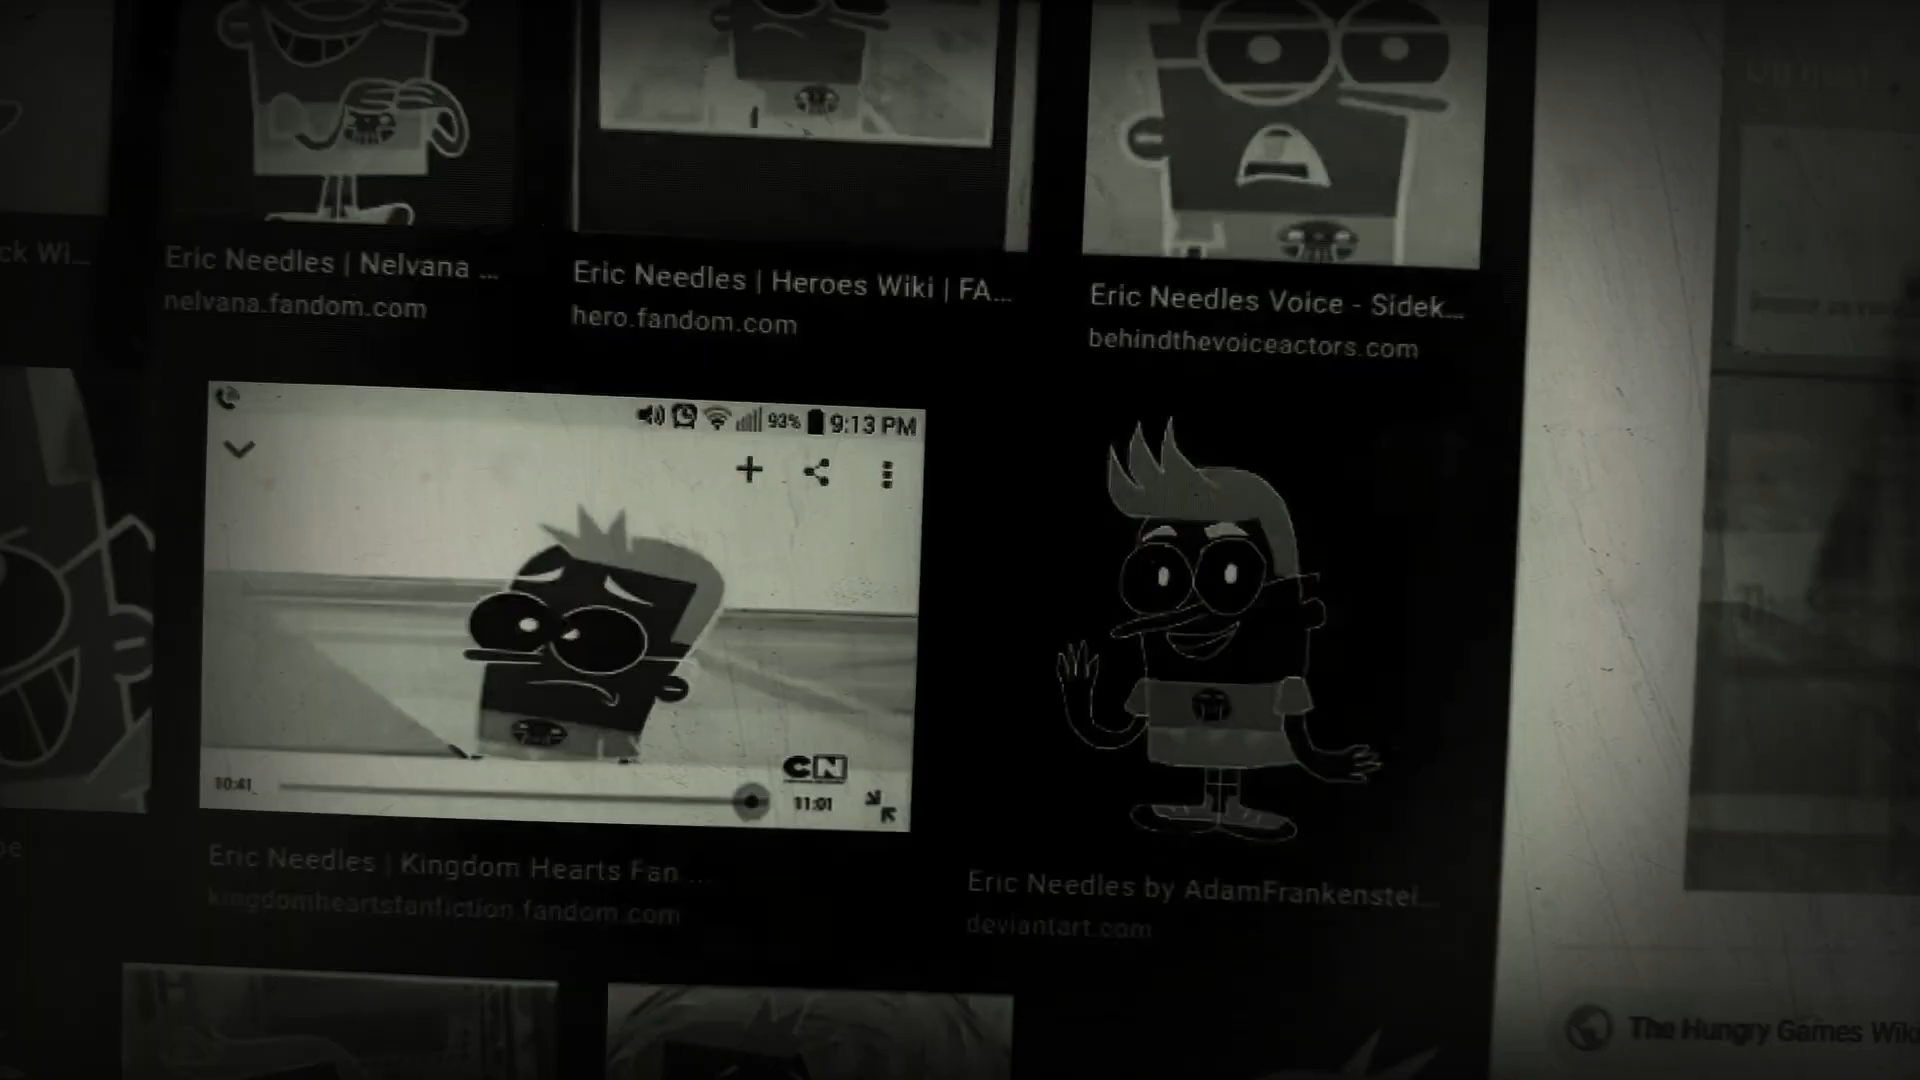 ck Wi...
Eric Needles | Nelvana ...
nelvana.fandom.com
Eric Needles | Heroes Wiki | FA...
hero.fandom.com
Eric Needles Voice - Sidek...
behindthevoiceactors.com
93% 9:13 PM
CN
10:41
11:01
Eric Needles | Kingdom Hearts Fan ...
kingdomheartsfanfiction.fandom.com
Eric Needles by AdamFrankenstei...
deviantart.com
The Hungry Games Wiki